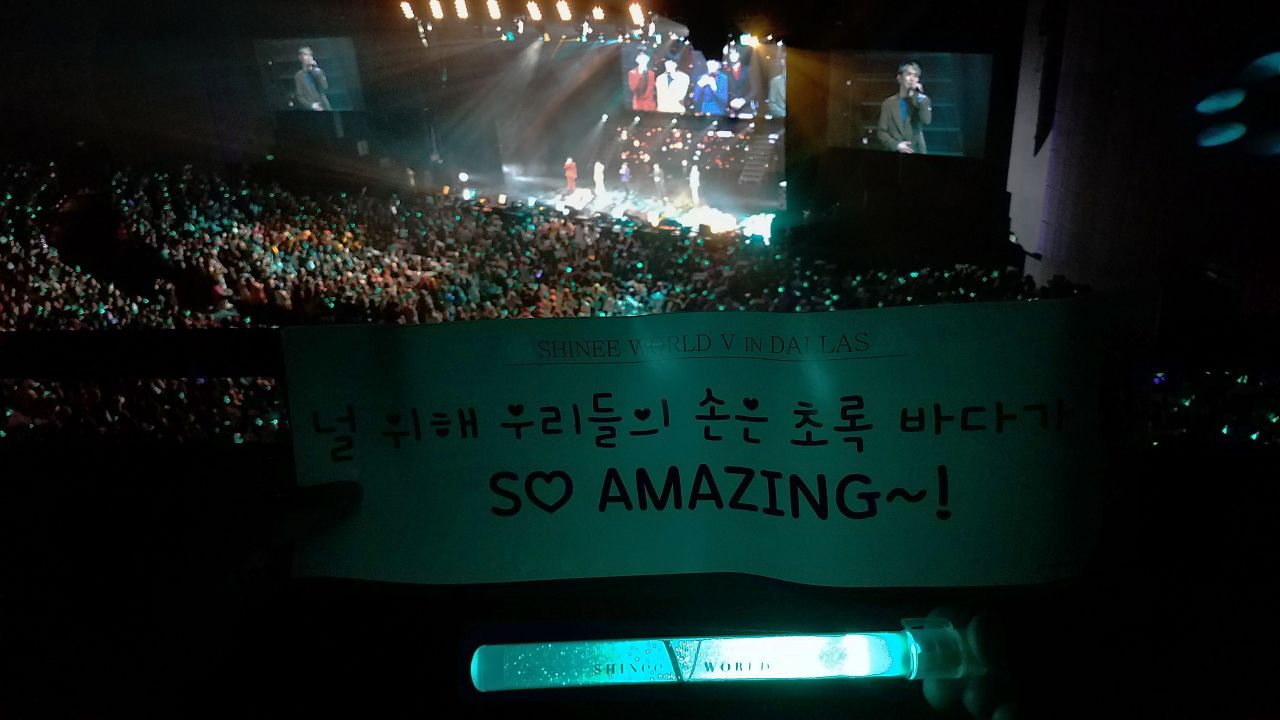 SHINEE WORLD V IN DALLAS
널 위해 우리들의 손은 초록 바다가
SO AMAZING~!
SHINee WORLD